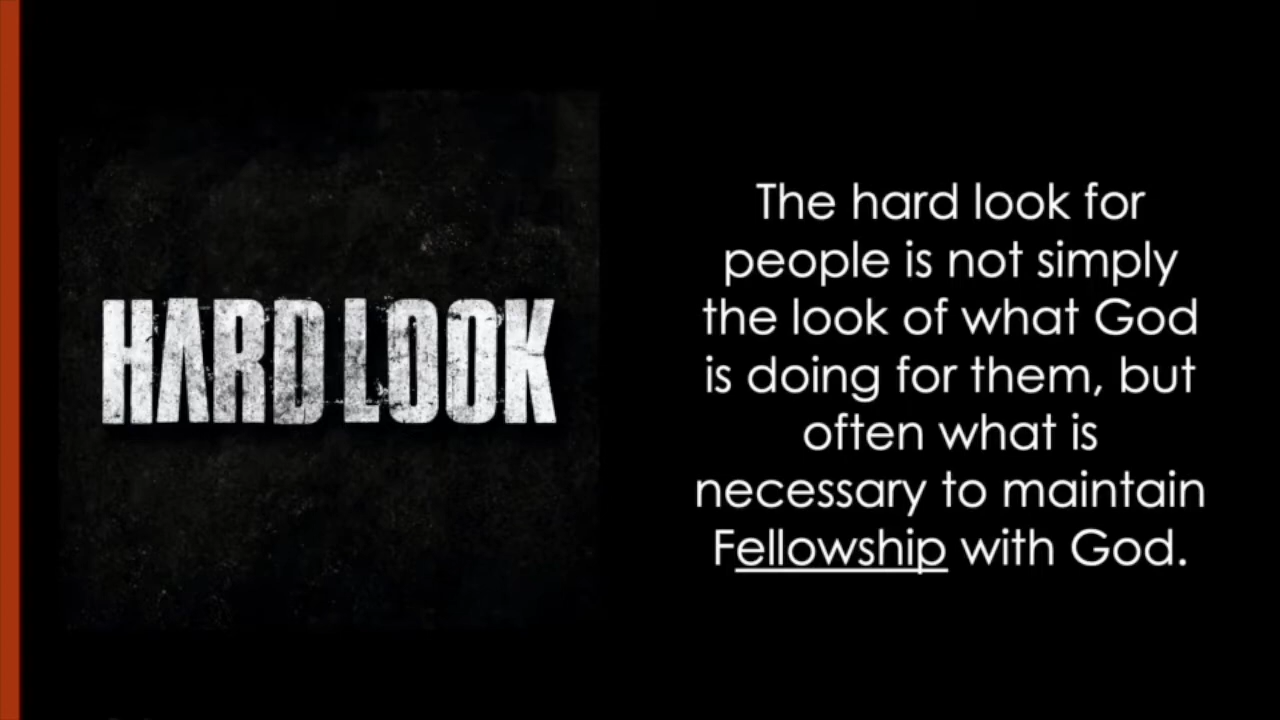 HARD LOOK
The hard look for
people is not simply
the look of what God
is doing for them, but
often what is
necessary to maintain
Fellowship with God.